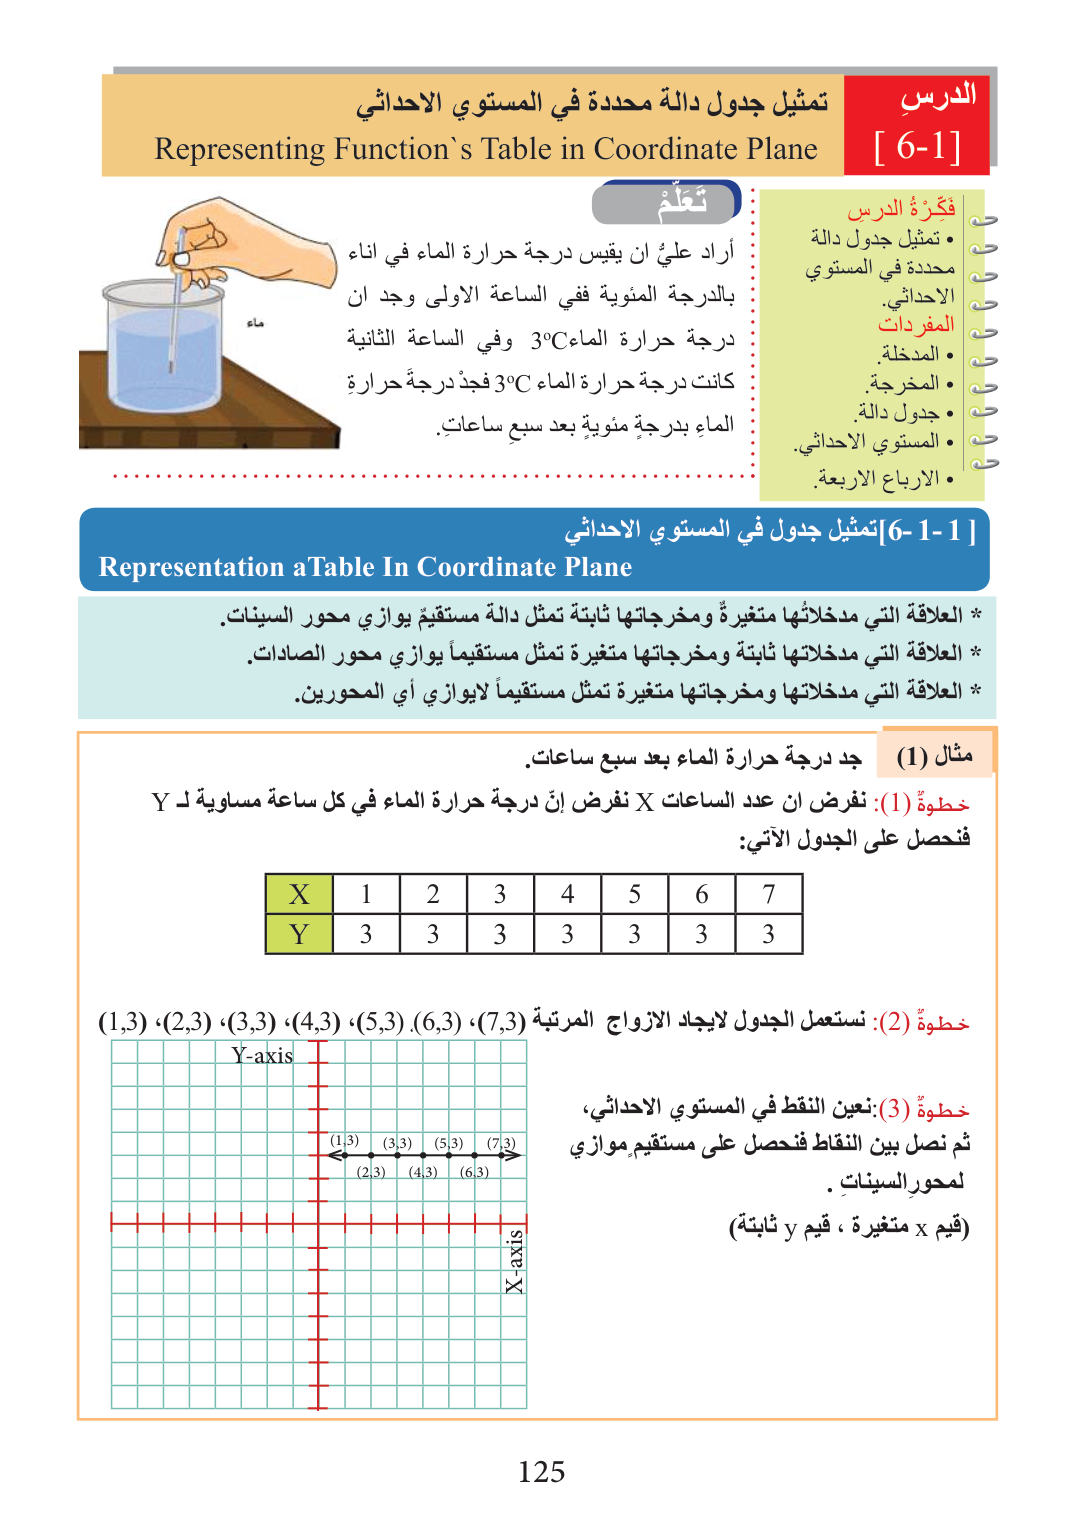 الدرسِ
[6-1]
تمثيل جدول دالة محددة في المستوي الاحداثي
Representing Function`s Table in Coordinate Plane
فَكِّـرْةُ الدرسِ
• تمثيل جدول دالة
محددة في المستوي
الاحداثي.
المفردات
• المدخلة.
• المخرجة.
• جدول دالة.
• المستوي الاحداثي.
• الارباع الاربعة.
تَعَلَّمْ
أراد عليُّ ان يقيس درجة حرارة الماء في اناء
بالدرجة المئوية ففي الساعة الاولى وجد ان
درجة حرارة الماء3ºC وفي الساعة الثانية
كانت درجة حرارة الماء 3ºC فجدْ درجةَ حرارةِ
الماءِ بدرجةٍ مئويةٍ بعد سبعِ ساعاتِ.
ماء
[6-1-1]تمثيل جدول في المستوي الاحداثي
Representation aTable In Coordinate Plane
* العلاقة التي مدخلاتُها متغيرةُ ومخرجاتها ثابتة تمثل دالة مستقيمٌ يوازي محور السينات.
* العلاقة التي مدخلاتها ثابتة ومخرجاتها متغيرة تمثل مستقيماً يوازي محور الصادات.
* العلاقة التي مدخلاتها ومخرجاتها متغيرة تمثل مستقيماً لايوازي أي المحورين.
مثال (1) جد درجة حرارة الماء بعد سبع ساعات.
خطوةُ (1): نفرض ان عدد الساعات X نفرض إنّ درجة حرارة الماء في كل ساعة مساوية لـ Y
فنحصل على الجدول الآتي:
X 1 2 3 4 5 6 7
Y 3 3 3 3 3 3 3
خطوةُ (2): نستعمل الجدول لايجاد الازواج المرتبة (7,3)، (6,3). (5,3)، (4,3)، (3,3)، (2,3)، (1,3)
خطوةُ (3):نعين النقط في المستوي الاحداثي،
ثم نصل بين النقاط فنحصل على مستقيمٍ موازي
لمحورِالسيناتِ .
(قيم x متغيرة ، قيم y ثابتة)
Y-axis
(1,3) (3,3) (5,3) (7,3)
(2,3) (4,3) (6,3)
X-axis
125